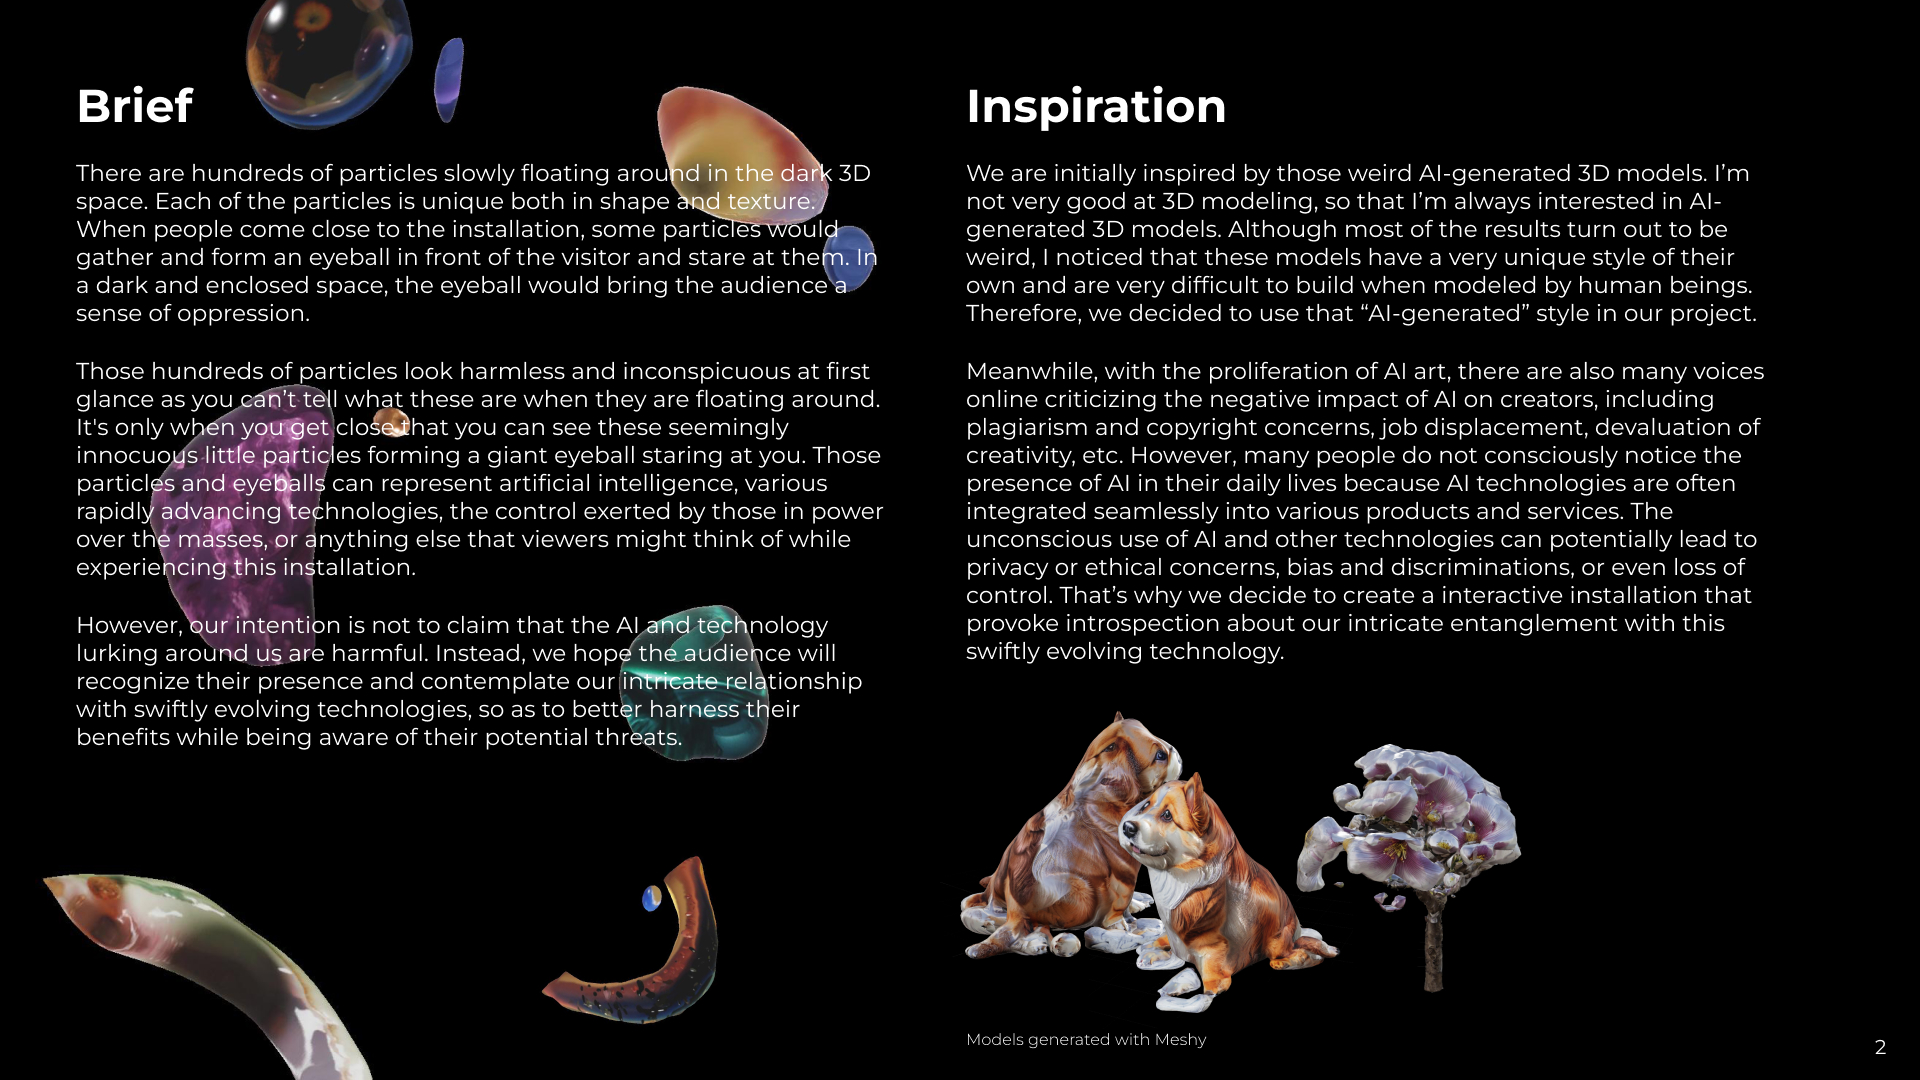 Brief
There are hundreds of particles slowly floating around in the dark 3D
space. Each of the particles is unique both in shape and texture.
When people come close to the installation, some particles would
gather and form an eyeball in front of the visitor and stare at them. In
a dark and enclosed space, the eyeball would bring the audience a
sense of oppression.
Those hundreds of particles look harmless and inconspicuous at first
glance as you can’t tell what these are when they are floating around.
It's only when you get close that you can see these seemingly
innocuous little particles forming a giant eyeball staring at you. Those
particles and eyeballs can represent artificial intelligence, various
rapidly advancing technologies, the control exerted by those in power
over the masses, or anything else that viewers might think of while
experiencing this installation.
However, our intention is not to claim that the AI and technology
lurking around us are harmful. Instead, we hope the audience will
recognize their presence and contemplate our intricate relationship
with swiftly evolving technologies, so as to better harness their
benefits while being aware of their potential threats.
Inspiration
We are initially inspired by those weird AI-generated 3D models. I’m
not very good at 3D modeling, so that I’m always interested in AI-
generated 3D models. Although most of the results turn out to be
weird, I noticed that these models have a very unique style of their
own and are very difficult to build when modeled by human beings.
Therefore, we decided to use that “AI-generated” style in our project.
Meanwhile, with the proliferation of AI art, there are also many voices
online criticizing the negative impact of AI on creators, including
plagiarism and copyright concerns, job displacement, devaluation of
creativity, etc. However, many people do not consciously notice the
presence of AI in their daily lives because AI technologies are often
integrated seamlessly into various products and services. The
unconscious use of AI and other technologies can potentially lead to
privacy or ethical concerns, bias and discriminations, or even loss of
control. That’s why we decide to create a interactive installation that
provoke introspection about our intricate entanglement with this
swiftly evolving technology.
Models generated with Meshy
2